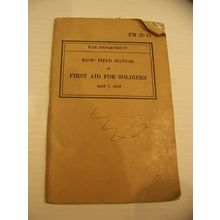 FM 21-11
WAR DEPARTMENT
BASIC FIELD MANUAL
FIRST AID FOR SOLDIERS
April 7, 1943